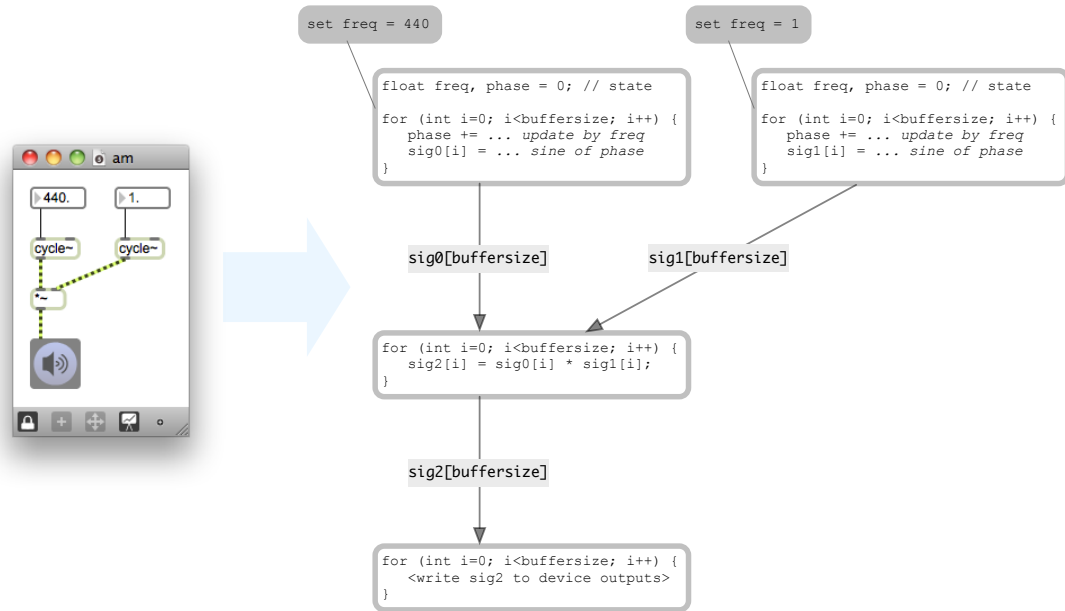 set freq = 440
set freq = 1
float freq, phase = 0; // state
for (int i=0; i<buffersize; i++) {
phase += ... update by freq
sig0[i] = ... sine of phase
}
float freq, phase = 0; // state
for (int i=0; i<buffersize; i++) {
phase += ... update by freq
sig1[i] = ... sine of phase
}
am
440.
1.
cycle~
cycle~
*~
sig0[buffersize]
sig1[buffersize]
for (int i=0; i<buffersize; i++) {
sig2[i] = sig0[i] * sig1[i];
}
sig2[buffersize]
for (int i=0; i<buffersize; i++) {
<write sig2 to device outputs>
}